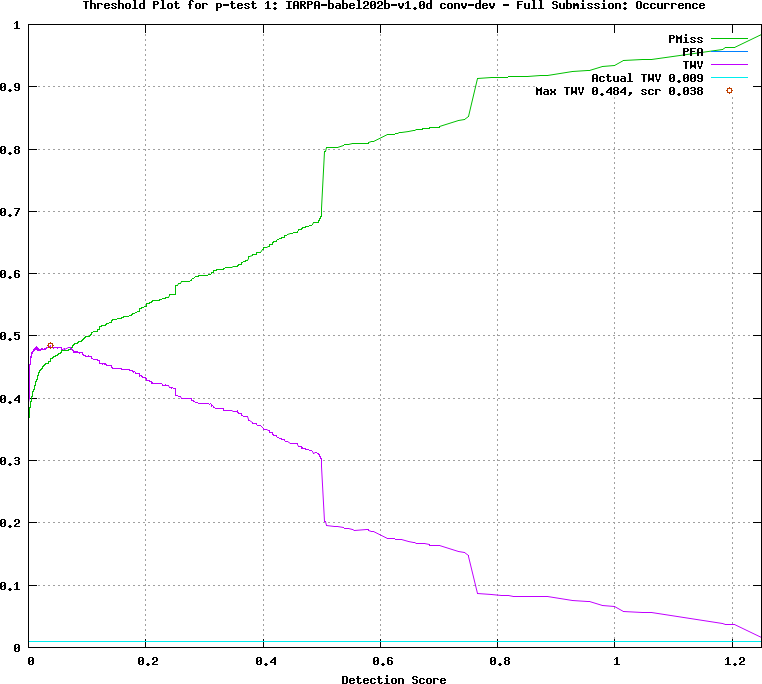 Threshold Plot for p-test 1: IARPA-babel202b-v1.0d conv-dev - Full Submission: Occurrence
PMiss
PFA
TWV
Actual TWV 0.009
Max TWV 0.484, scr 0.038
1
0.9
0.8
0.7
0.6
0.5
0.4
0.3
0.2
0.1
0
0 0.2 0.4 0.6 0.8 1 1.2
Detection Score